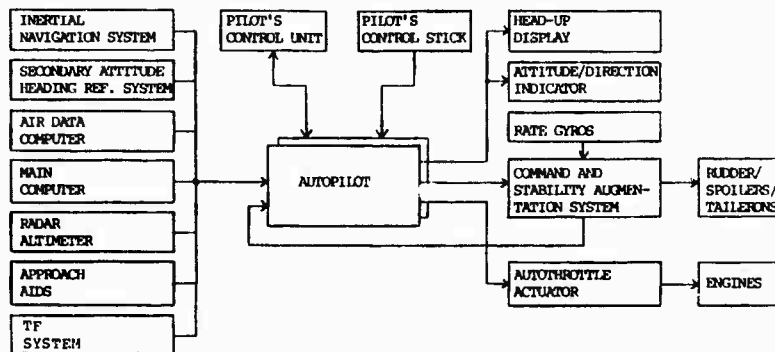 INERTIAL
NAVIGATION SYSTEM
SECONDARY ATTITUDE
HEADING REF. SYSTEM
AIR DATA
COMPUTER
MAIN
COMPUTER
RADAR
ALTIMETER
APPROACH
AIDS
TF
SYSTEM
PILOT'S
CONTROL UNIT
PILOT'S
CONTROL STICK
AUTOPILOT
HEAD-UP
DISPLAY
ATTITUDE/DIRECTION
INDICATOR
RATE GYROS
COMMAND AND
STABILITY AUGMEN-
TATION SYSTEM
RUDDER/
SPOILERS/
TAILERONS
AUTOTHROTTLE
ACTUATOR
ENGINES